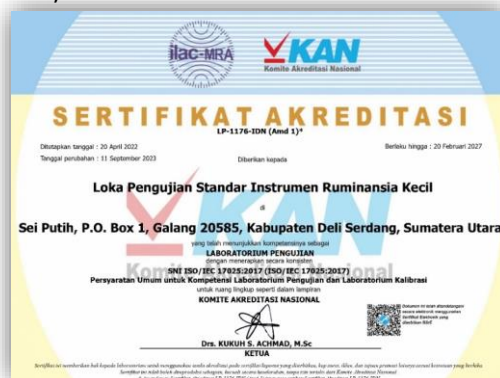 ilac-MRA
KAN
Komite Akreditasi Nasional
SERTIFIKAT AKREDITASI
LP-1176-IDN (Amd 1)⁴
Ditetapkan tanggal : 20 April 2022
Berlaku hingga : 20 Februari 2027
Tanggal perubahan : 11 September 2023
Diberikan kepada
Loka Pengujian Standar Instrumen Ruminansia Kecil
di
Sei Putih, P.O. Box 1, Galang 20585, Kabupaten Deli Serdang, Sumatera Utara
yang telah menunjukkan kompetensinya sebagai
LABORATORIUM PENGUJIAN
dengan menerapkan secara konsisten
SNI ISO/IEC 17025:2017 (ISO/IEC 17025:2017)
Persyaratan Umum untuk Kompetensi Laboratorium Pengujian dan Laboratorium Kalibrasi
untuk ruang lingkup seperti dalam lampiran
KOMITE AKREDITASI NASIONAL
Drs. KUKUH S. ACHMAD, M.Sc
KETUA